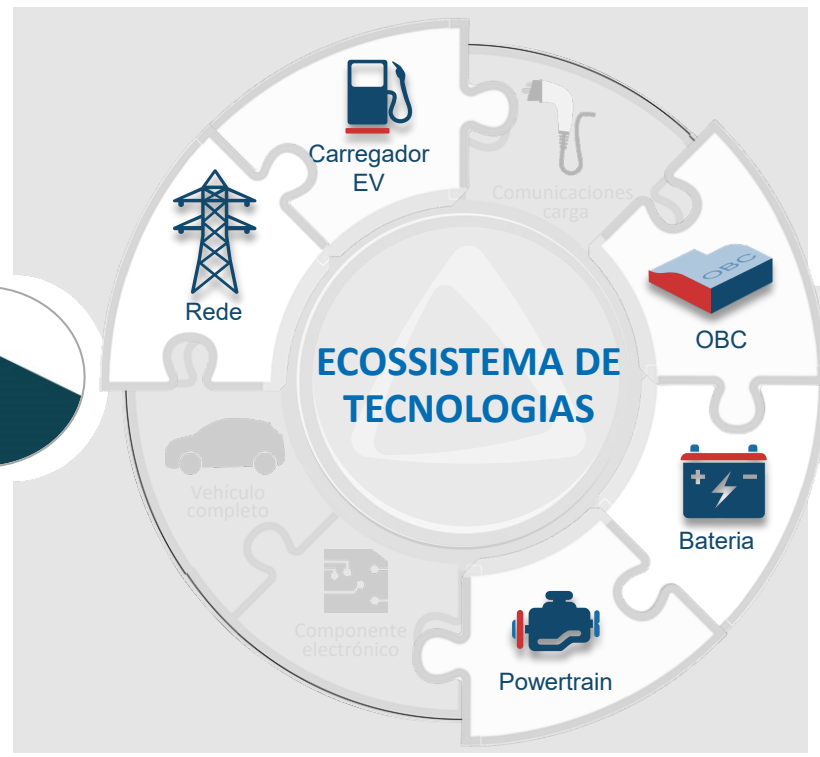 Carregador
EV
Comunicaciones
carga
Rede
OBC
OBC
ECOSSISTEMA DE
TECNOLOGIAS
Vehículo
completo
Bateria
Componente
electrónico
Powertrain